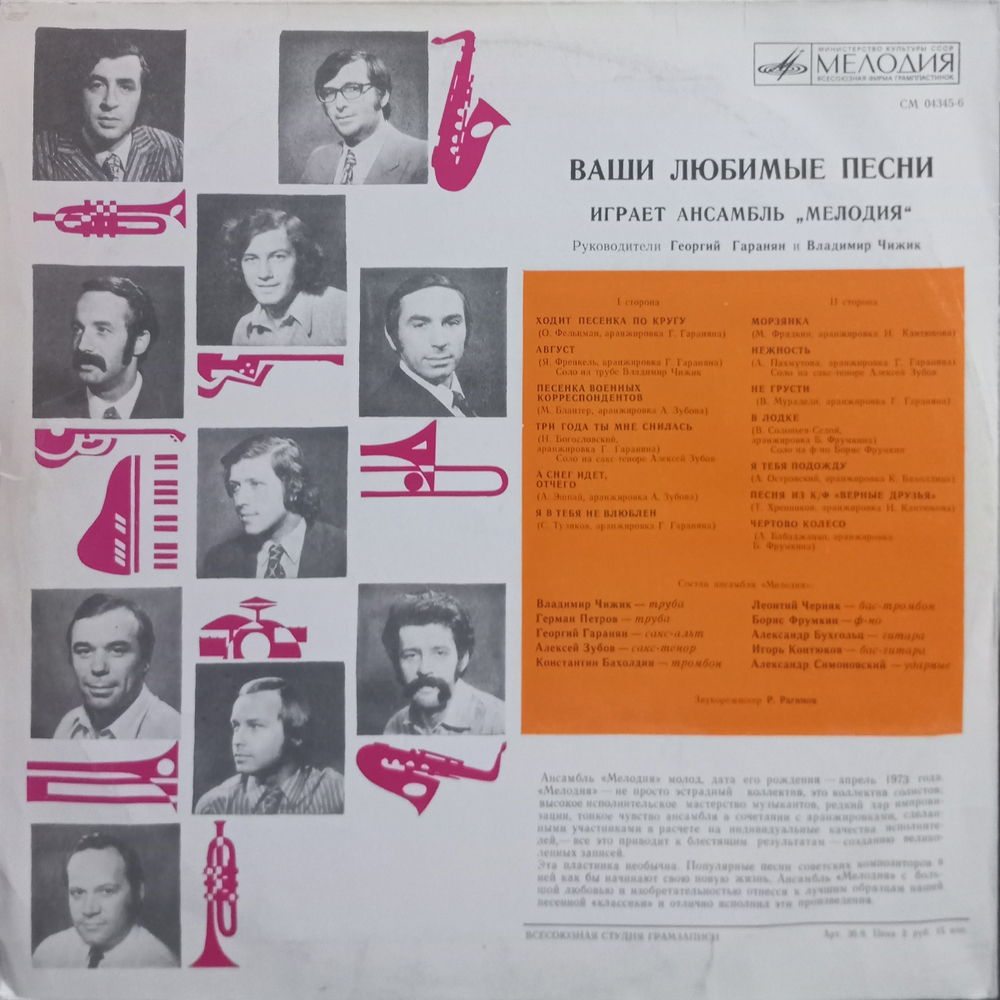 МИНИСТЕРСТВО КУЛЬТУРЫ СССР
МЕЛОДИЯ
ВСЕСОЮЗНАЯ ФИРМА ГРАМПЛАСТИНОК
СМ 04345-6
ВАШИ ЛЮБИМЫЕ ПЕСНИ
ИГРАЕТ АНСАМБЛЬ „МЕЛОДИЯ“
Руководители Георгий Гаранян и Владимир Чижик
I сторона
ХОДИТ ПЕСЕНКА ПО КРУГУ
(О. Фельцман, аранжировка Г. Гараняна)
АВГУСТ
(Я. Френкель, аранжировка Г. Гараняна)
Соло на трубе Владимир Чижик
ПЕСЕНКА ВОЕННЫХ
КОРРЕСПОНДЕНТОВ
(М. Блантер, аранжировка А. Зубова)
ТРИ ГОДА ТЫ МНЕ СНИЛАСЬ
(Н. Богословский,
аранжировка Г. Гараняна)
Соло на сакс-теноре Алексей Зубов
А СНЕГ ИДЕТ,
ОТЧЕГО
(А. Эшпай, аранжировка А. Зубова)
Я В ТЕБЯ НЕ ВЛЮБЛЕН
(С. Туликов, аранжировка Г. Гараняна)
II сторона
МОРЗЯНКА
(М. Фрадкин, аранжировка И. Кантюкова)
НЕЖНОСТЬ
(А. Пахмутова, аранжировка Г. Гараняна)
Соло на сакс-теноре Алексей Зубов
НЕ ГРУСТИ
(В. Мурадели, аранжировка Г. Гараняна)
В ЛОДКЕ
(В. Соловьев-Седой,
аранжировка Б. Фрумкина)
Соло на ф-но Борис Фрумкин
Я ТЕБЯ ПОДОЖДУ
(А. Островский, аранжировка К. Бахолдина)
ПЕСНЯ ИЗ К/Ф «ВЕРНЫЕ ДРУЗЬЯ»
(Т. Хренников, аранжировка И. Кантюкова)
ЧЕРТОВО КОЛЕСО
(А. Бабаджанян, аранжировка
Б. Фрумкина)
Состав ансамбля «Мелодия»:
Владимир Чижик — труба
Герман Петров — труба
Георгий Гаранян — сакс-альт
Алексей Зубов — сакс-тенор
Константин Бахолдин — тромбон
Леонтий Черняк — бас-тромбон
Борис Фрумкин — ф-но
Александр Бухгольц — гитара
Игорь Кантюков — бас-гитара
Александр Симоновский — ударные
Звукорежиссер Р. Рагимов
Ансамбль «Мелодия» молод, дата его рождения — апрель 1973 года.
«Мелодия» — не просто эстрадный коллектив, это коллектив солистов:
высокое исполнительское мастерство музыкантов, редкий дар импрови-
зации, тонкое чувство ансамбля в сочетании с аранжировками, сделан-
ными участниками в расчете на индивидуальные качества исполните-
лей, — все это приводит к блестящим результатам — созданию велико-
лепных записей.
Эта пластинка необычна. Популярные песни советских композиторов в
ней как бы начинают свою новую жизнь. Ансамбль «Мелодия» с боль-
шой любовью и изобретательностью отнесся к лучшим образцам нашей
песенной «классики» и отлично исполнил эти произведения.
ВСЕСОЮЗНАЯ СТУДИЯ ГРАМЗАПИСИ
Цена 2 руб. 15 коп.